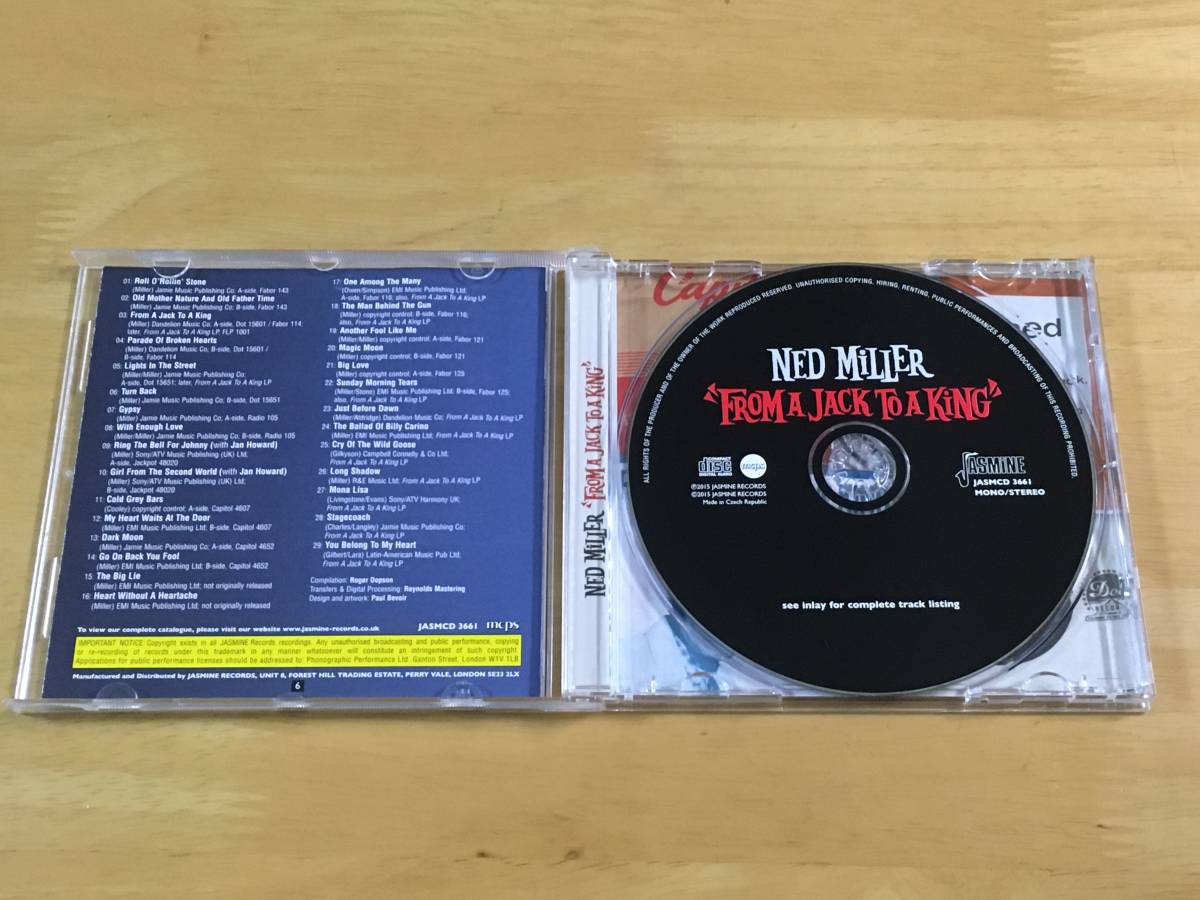 01: Roll O'Rollin' Stone
(Miller) Jamie Music Publishing Co: A-side, Fabor 143
02: Old Mother Nature And Old Father Time
(Miller) Jamie Music Publishing Co: B-side, Fabor 143
03: From A Jack To A King
(Miller) Dandelion Music Co; A-side, Dot 15601 / Fabor 114;
later, From A Jack To A King LP, FLP 1001
04: Parade Of Broken Hearts
(Miller) Dandelion Music Co, B-side, Dot 15601 /
B-side, Fabor 114
05: Lights In The Street
(Miller/Miller) Jamie Music Publishing Co:
A-side, Dot 15651; later, From A Jack To A King LP
06: Turn Back
(Miller) Jamie Music Publishing Co; B-side, Dot 15651
07: Gypsy
(Miller) Jamie Music Publishing Co: A-side, Radio 105
08: With Enough Love
(Miller/Miller) Jamie Music Publishing Co; B-side, Radio 105
09: Ring The Bell For Johnny (with Jan Howard)
(Miller) Sony/ATV Music Publishing (UK) Ltd;
A-side, Jackpot 48020
10: Girl From The Second World (with Jan Howard)
(Miller) Sony/ATV Music Publishing (UK) Ltd;
B-side, Jackpot 48020
11: Cold Grey Bars
(Cooley) copyright control; A-side, Capitol 4607
12: My Heart Waits At The Door
(Miller) EMI Music Publishing Ltd; B-side, Capitol 4607
13: Dark Moon
(Miller) Jamie Music Publishing Co; A-side, Capitol 4652
14: Go On Back You Fool
(Miller) EMI Music Publishing Ltd; B-side, Capitol 4652
15: The Big Lie
(Miller) EMI Music Publishing Ltd; not originally released
16: Heart Without A Heartache
(Miller) EMI Music Publishing Ltd; not originally released
17: One Among The Many
(Owen/Simpson) EMI Music Publishing Ltd;
A-side, Fabor 116; also, From A Jack To A King LP
18: The Man Behind The Gun
(Miller) copyright control: B-side, Fabor 116;
also, From A Jack To A King LP
19: Another Fool Like Me
(Miller/Miller) copyright control; A-side, Fabor 121
20: Magic Moon
(Miller) copyright control; B-side, Fabor 121
21: Big Love
(Miller) copyright control; A-side, Fabor 125
22: Sunday Morning Tears
(Miller/Stone) EMI Music Publishing Ltd: B-side, Fabor 125;
also, From A Jack To A King LP
23: Just Before Dawn
(Miller/Aldridge) Dandelion Music Co; From A Jack To A King LP
24: The Ballad Of Billy Carino
(Miller) EMI Music Publishing Ltd; From A Jack To A King LP
25: Cry Of The Wild Goose
(Gilkyson) Campbell Connelly & Co Ltd.
From A Jack To A King LP
26: Long Shadow
(Miller) R&E Music Ltd; From A Jack To A King LP
27: Mona Lisa
(Livingstone/Evans) Sony/ATV Harmony UK;
From A Jack To A King LP
28: Stagecoach
(Charles/Langley) Jamie Music Publishing Co:
From A Jack To A King LP
29: You Belong To My Heart
(Gilbert/Lara) Latin-American Music Pub Ltd;
From A Jack To A King LP
Compilation: Roger Dopson
Transfers & Digital Processing: Reynolds Mastering
Design and artwork: Paul Bevoir
To view our complete catalogue, please visit our website www.jasmine-records.co.uk JASMCD 3661 mcps
IMPORTANT NOTICE Copyright exists in all JASMINE Records recordings. Any unauthorised broadcasting and public performance, copying
or re-recording of records under this trademark in any manner whatsoever will constitute an infringement of such copyright.
Applications for public performance licenses should be addressed to: Phonographic Performance Ltd. Ganton Street, London W1V 1LB
Manufactured and Distributed by JASMINE RECORDS, UNIT 8, FOREST HILL TRADING ESTATE, PERRY VALE, LONDON SE23 2LX
6
NED MILLER "FROM A JACK TO A KING"
ALL RIGHTS OF THE PRODUCER AND OF THE OWNER OF THE WORK REPRODUCED RESERVED. UNAUTHORISED COPYING, HIRING, RENTING, PUBLIC PERFORMANCES AND BROADCASTING OF THIS RECORDING PROHIBITED.
NED MILLER
"FROM A JACK TO A KING"
COMPACT
disc
DIGITAL AUDIO
mcps
℗2015 JASMINE RECORDS
©2015 JASMINE RECORDS
Made in Czech Republic
JASMINE
JASMCD 3661
MONO/STEREO
see inlay for complete track listing